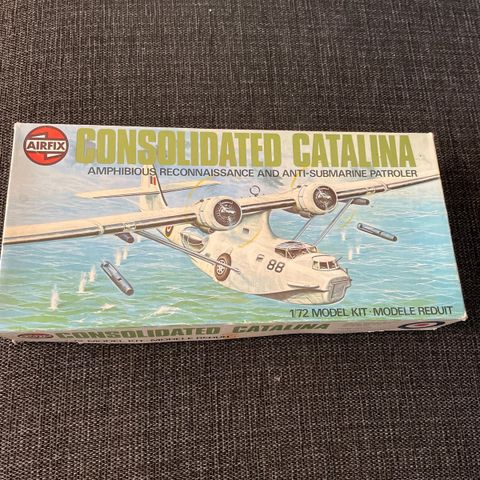 AIRFIX
CONSOLIDATED CATALINA
AMPHIBIOUS RECONNAISSANCE AND ANTI-SUBMARINE PATROLER
88
1/72 MODEL KIT · MODELE REDUIT
CONSOLIDATED CATALINA
MODEL KIT · MODELE REDUIT